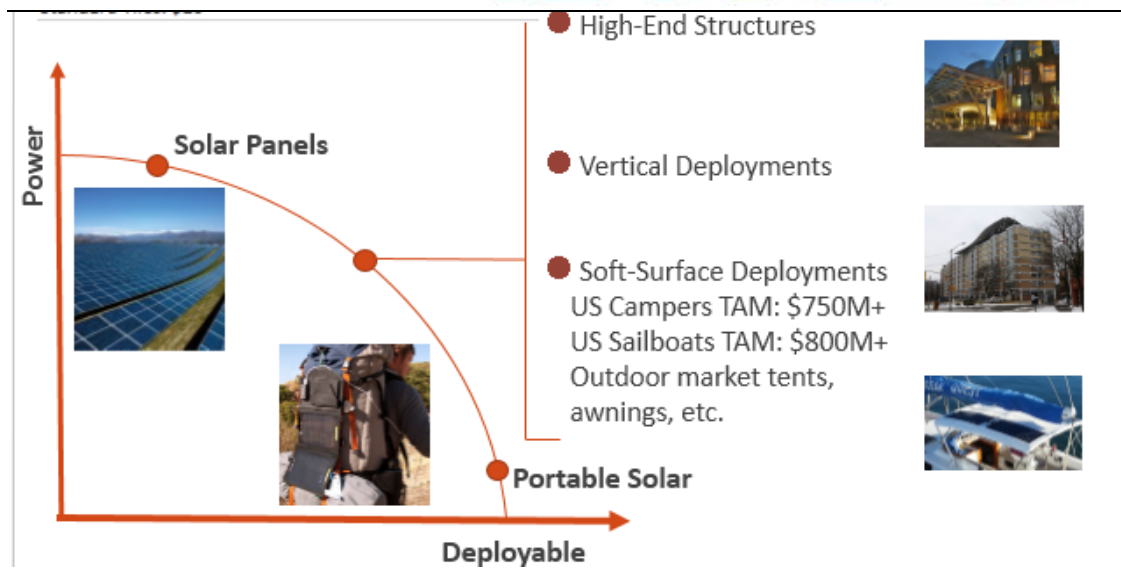 High-End Structures
Power
Solar Panels
Vertical Deployments
Soft-Surface Deployments
US Campers TAM: $750M+
US Sailboats TAM: $800M+
Outdoor market tents,
awnings, etc.
Portable Solar
Deployable